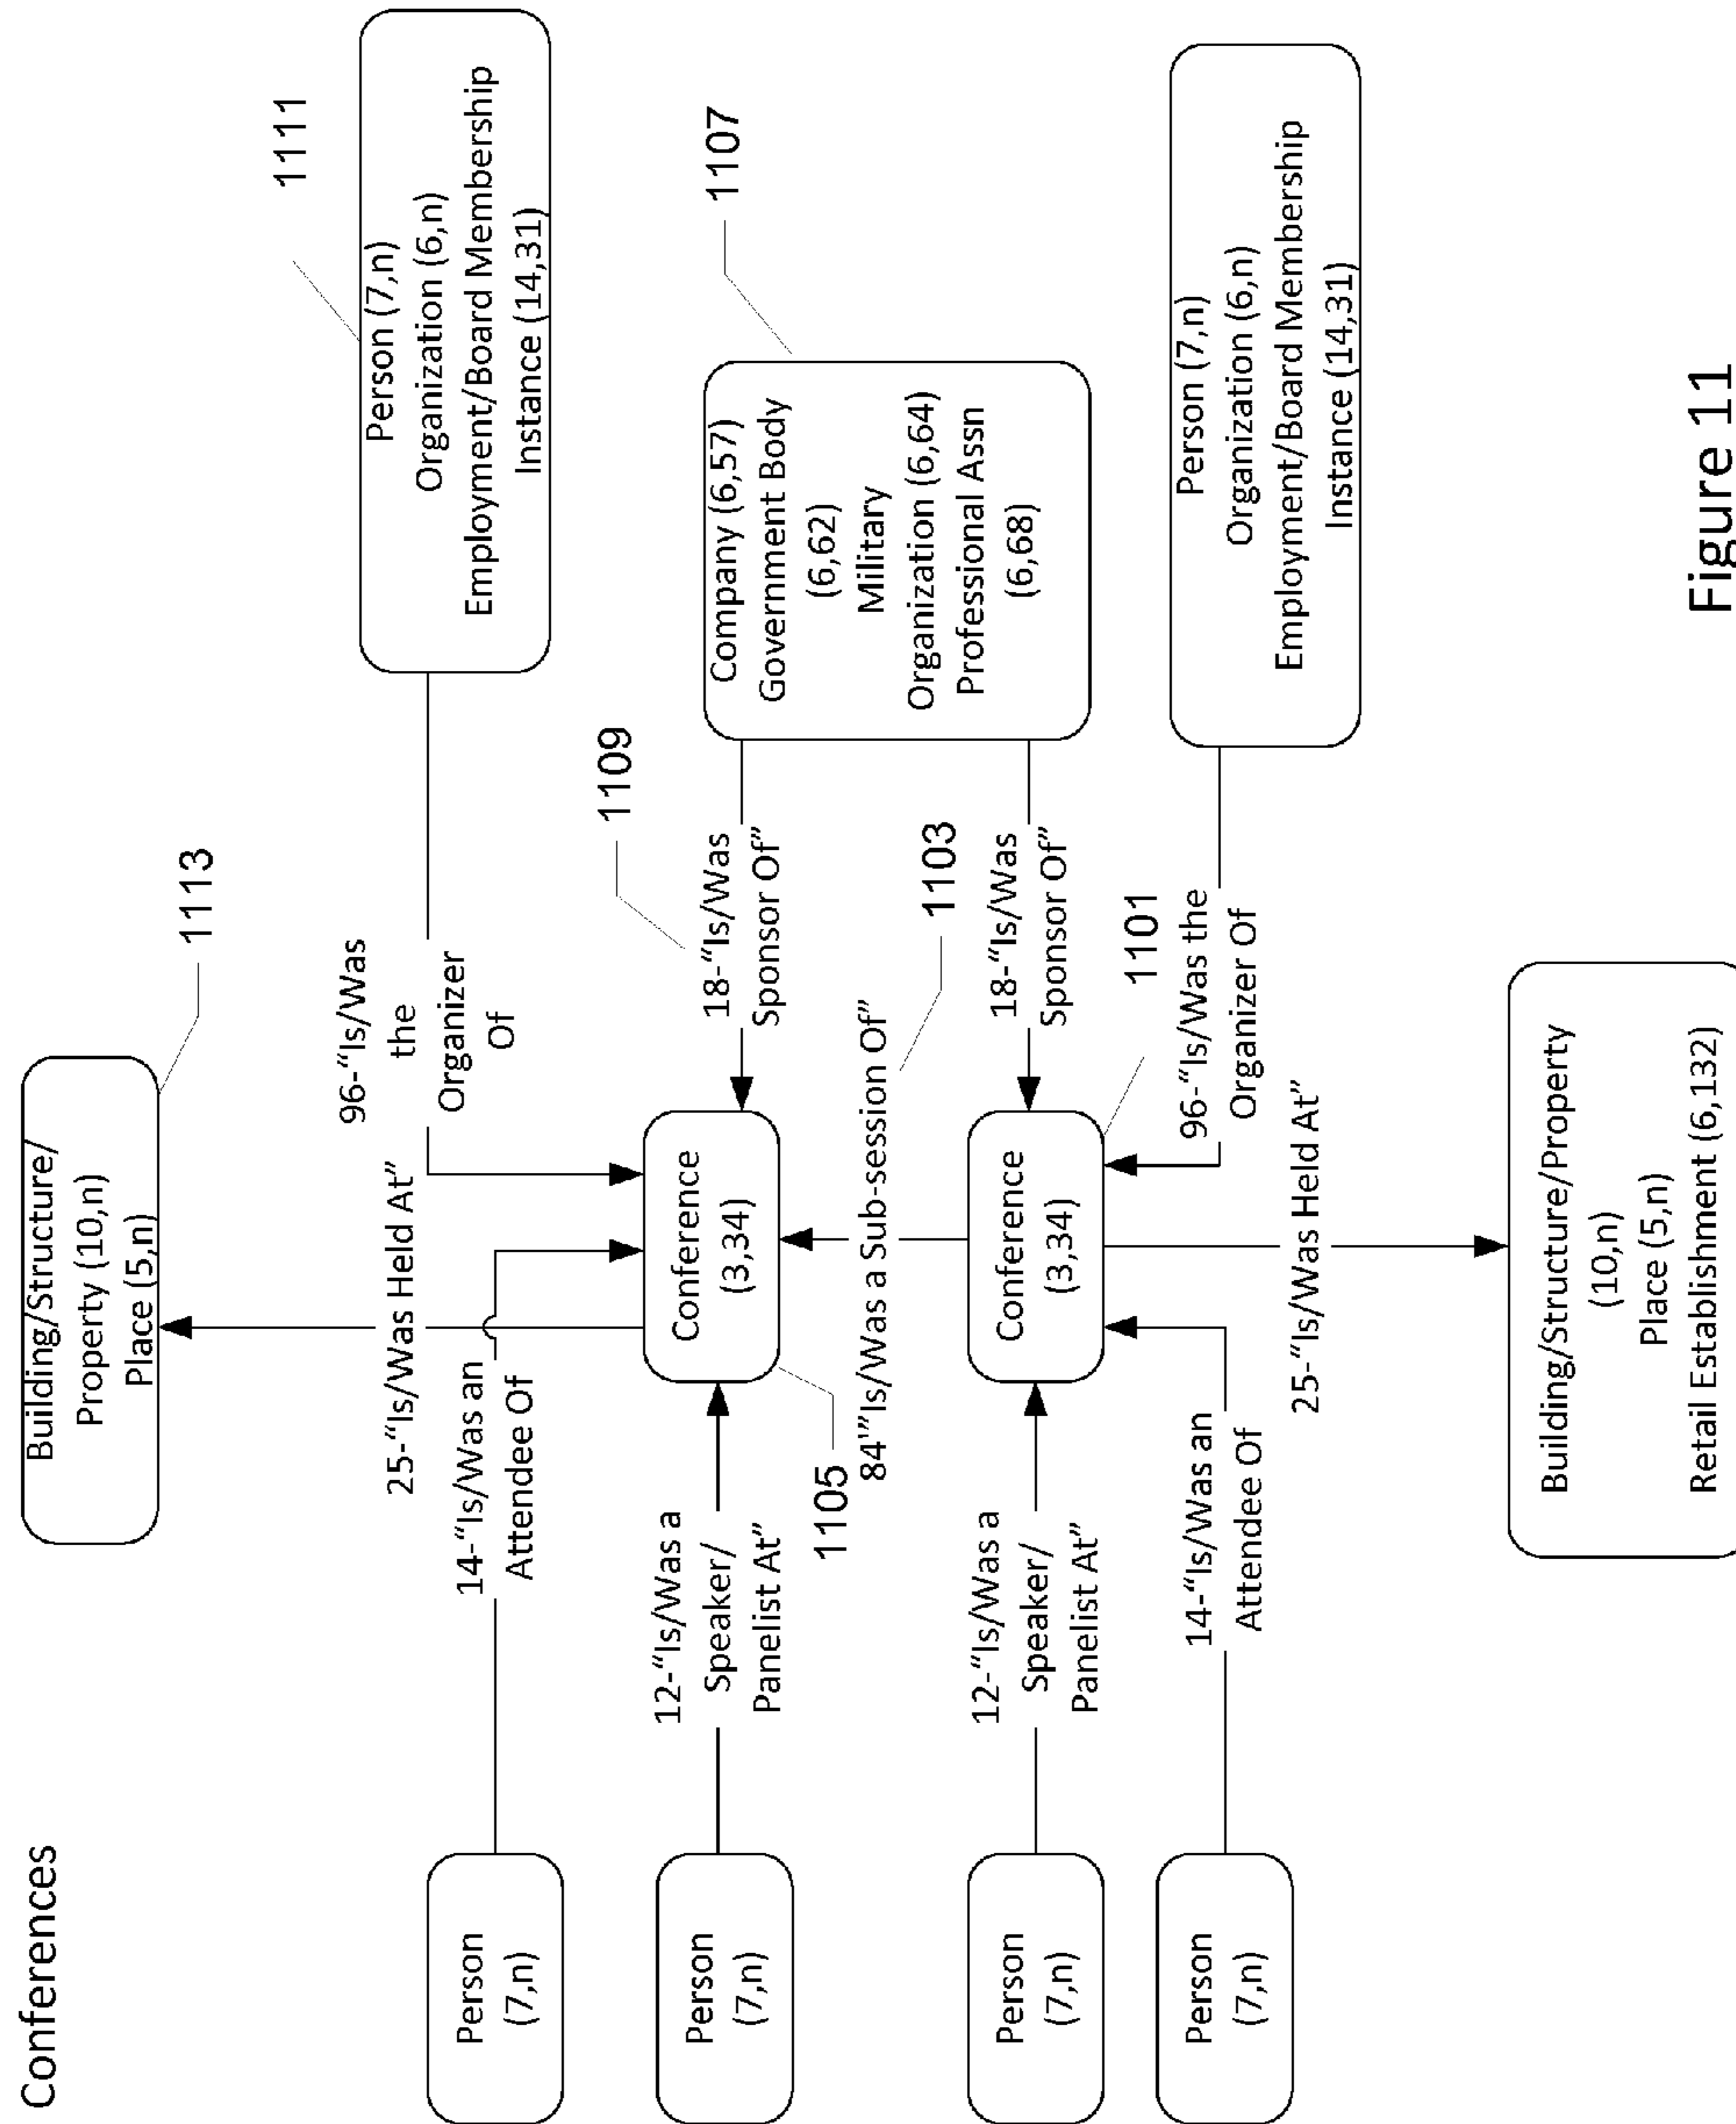 Conferences
Building/Structure/
Property (10,n)
Place (5,n)
1113
1111
Person (7,n)
Organization (6,n)
Employment/Board Membership
Instance (14,31)
96-“Is/Was
the
Organizer
Of
25-“Is/Was Held At”
14-“Is/Was an
Attendee Of
Person
(7,n)
1109
1107
Company (6,57)
Government Body
(6,62)
Military
Organization (6,64)
Professional Assn
(6,68)
18-“Is/Was
Sponsor Of”
Conference
(3,34)
12-“Is/Was a
Speaker/
Panelist At”
Person
(7,n)
1105
84'”Is/Was a Sub-session Of”
1103
18-“Is/Was
Sponsor Of”
Conference
(3,34)
12-“Is/Was a
Speaker/
Panelist At”
Person
(7,n)
1101
96-“Is/Was the
Organizer Of
Person (7,n)
Organization (6,n)
Employment/Board Membership
Instance (14,31)
14-“Is/Was an
Attendee Of
Person
(7,n)
25-“Is/Was Held At”
Building/Structure/Property
(10,n)
Place (5,n)
Retail Establishment (6,132)
Figure 11